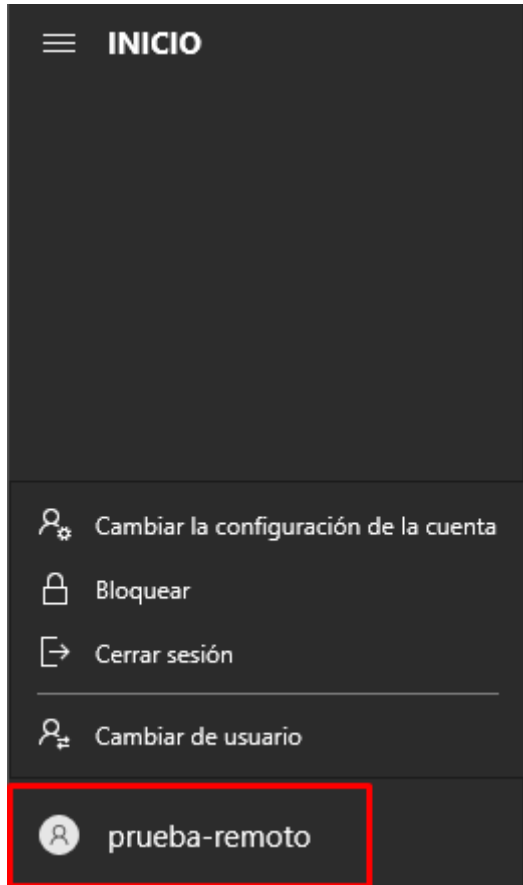 INICIO
Cambiar la configuración de la cuenta
Bloquear
Cerrar sesión
Cambiar de usuario
prueba-remoto